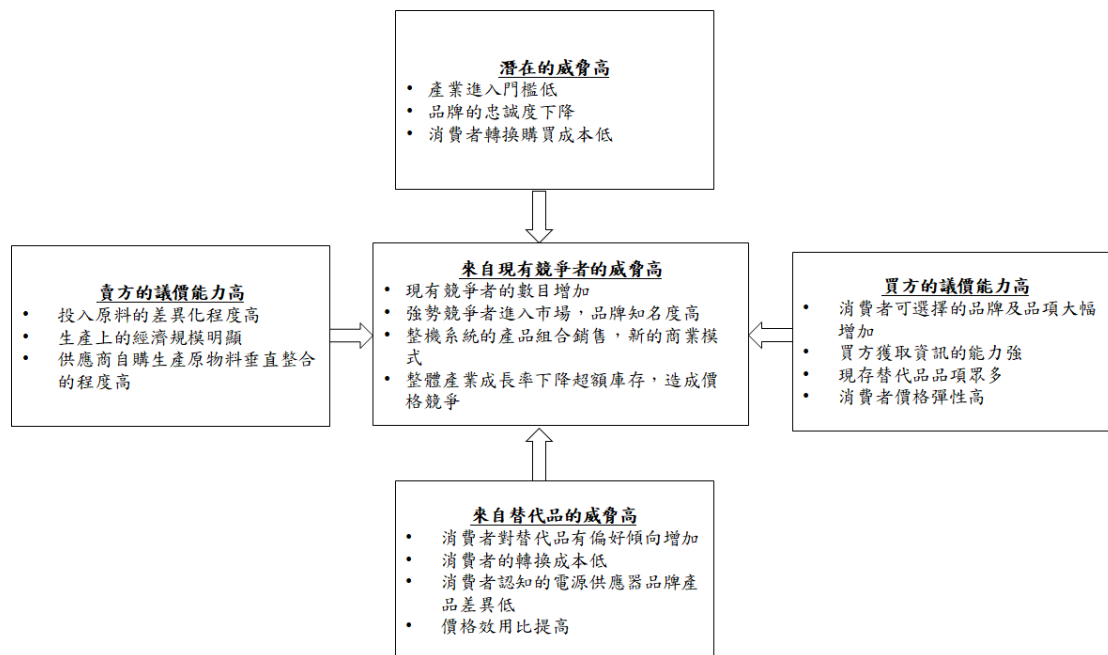 潛在的威脅高
• 產業進入門檻低
• 品牌的忠誠度下降
• 消費者轉換購買成本低
賣方的議價能力高
• 投入原料的差異化程度高
• 生產上的經濟規模明顯
• 供應商自購生產原物料垂直整合
的程度高
來自現有競爭者的威脅高
• 現有競爭者的數目增加
• 強勢競爭者進入市場，品牌知名度高
• 整機系統的產品組合銷售，新的商業模
式
• 整體產業成長率下降超額庫存，造成價
格競爭
買方的議價能力高
• 消費者可選擇的品牌及品項大幅
增加
• 買方獲取資訊的能力強
• 現存替代品品項眾多
• 消費者價格彈性高
來自替代品的威脅高
• 消費者對替代品有偏好傾向增加
• 消費者的轉換成本低
• 消費者認知的電源供應器品牌產
品差異低
• 價格效用比提高